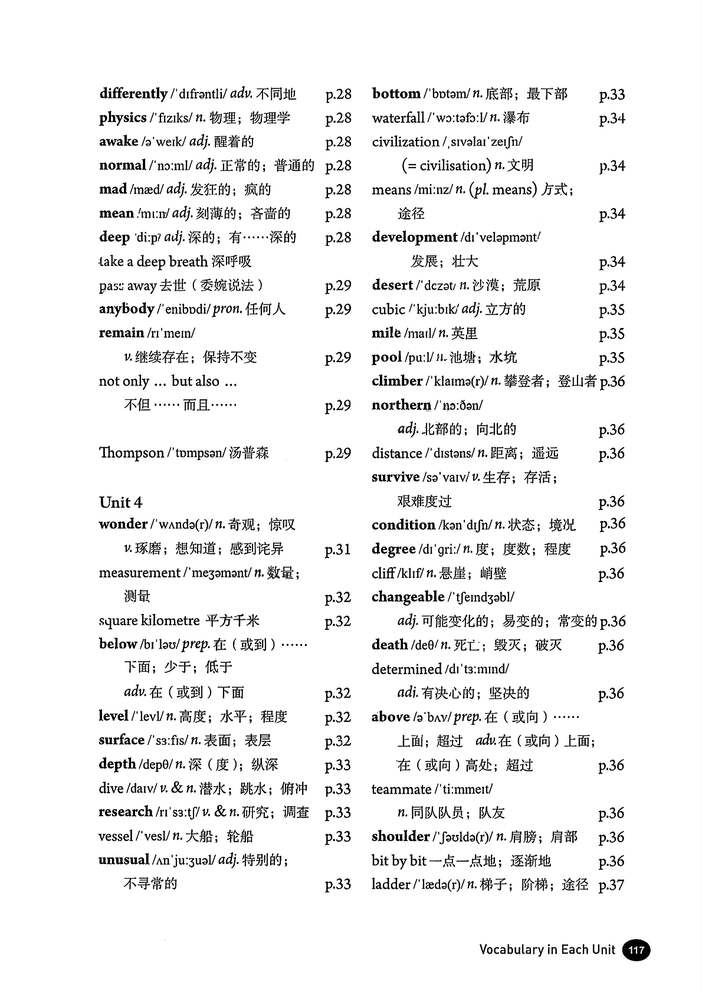 differently /ˈdɪfrəntli/ adv. 不同地 p.28
physics /ˈfɪzɪks/ n. 物理；物理学 p.28
awake /əˈweɪk/ adj. 醒着的 p.28
normal /ˈnɔːml/ adj. 正常的；普通的 p.28
mad /mæd/ adj. 发狂的；疯的 p.28
mean /miːn/ adj. 刻薄的；吝啬的 p.28
deep /diːp/ adj. 深的；有……深的 p.28
take a deep breath 深呼吸
pass away 去世（委婉说法） p.29
anybody /ˈenibɒdi/ pron. 任何人 p.29
remain /rɪˈmeɪn/
v. 继续存在；保持不变 p.29
not only … but also …
不但……而且…… p.29
Thompson /ˈtɒmpsən/ 汤普森 p.29
Unit 4
wonder /ˈwʌndə(r)/ n. 奇观；惊叹
v. 琢磨；想知道；感到诧异 p.31
measurement /ˈmeʒəmənt/ n. 数量；
测量 p.32
square kilometre 平方千米 p.32
below /bɪˈləʊ/ prep. 在（或到）……
下面；少于；低于
adv. 在（或到）下面 p.32
level /ˈlevl/ n. 高度；水平；程度 p.32
surface /ˈsɜːfɪs/ n. 表面；表层 p.32
depth /depθ/ n. 深（度）；纵深 p.33
dive /daɪv/ v. & n. 潜水；跳水；俯冲 p.33
research /rɪˈsɜːtʃ/ v. & n. 研究；调查 p.33
vessel /ˈvesl/ n. 大船；轮船 p.33
unusual /ʌnˈjuːʒuəl/ adj. 特别的；
不寻常的 p.33
bottom /ˈbɒtəm/ n. 底部；最下部 p.33
waterfall /ˈwɔːtəfɔːl/ n. 瀑布 p.34
civilization /ˌsɪvəlaɪˈzeɪʃn/
(= civilisation) n. 文明 p.34
means /miːnz/ n. (pl. means) 方式；
途径 p.34
development /dɪˈveləpmənt/
发展；壮大 p.34
desert /ˈdezət/ n. 沙漠；荒原 p.34
cubic /ˈkjuːbɪk/ adj. 立方的 p.35
mile /maɪl/ n. 英里 p.35
pool /puːl/ n. 池塘；水坑 p.35
climber /ˈklaɪmə(r)/ n. 攀登者；登山者 p.36
northern /ˈnɔːðən/
adj. 北部的；向北的 p.36
distance /ˈdɪstəns/ n. 距离；遥远 p.36
survive /səˈvaɪv/ v. 生存；存活；
艰难度过 p.36
condition /kənˈdɪʃn/ n. 状态；境况 p.36
degree /dɪˈɡriː/ n. 度；度数；程度 p.36
cliff /klɪf/ n. 悬崖；峭壁 p.36
changeable /ˈtʃeɪndʒəbl/
adj. 可能变化的；易变的；常变的 p.36
death /deθ/ n. 死亡；毁灭；破灭 p.36
determined /dɪˈtɜːmɪnd/
adj. 有决心的；坚决的 p.36
above /əˈbʌv/ prep. 在（或向）……
上面；超过 adv. 在（或向）上面；
在（或向）高处；超过 p.36
teammate /ˈtiːmmeɪt/
n. 同队队员；队友 p.36
shoulder /ˈʃəʊldə(r)/ n. 肩膀；肩部 p.36
bit by bit 一点一点地；逐渐地 p.36
ladder /ˈlædə(r)/ n. 梯子；阶梯；途径 p.37
Vocabulary in Each Unit 117